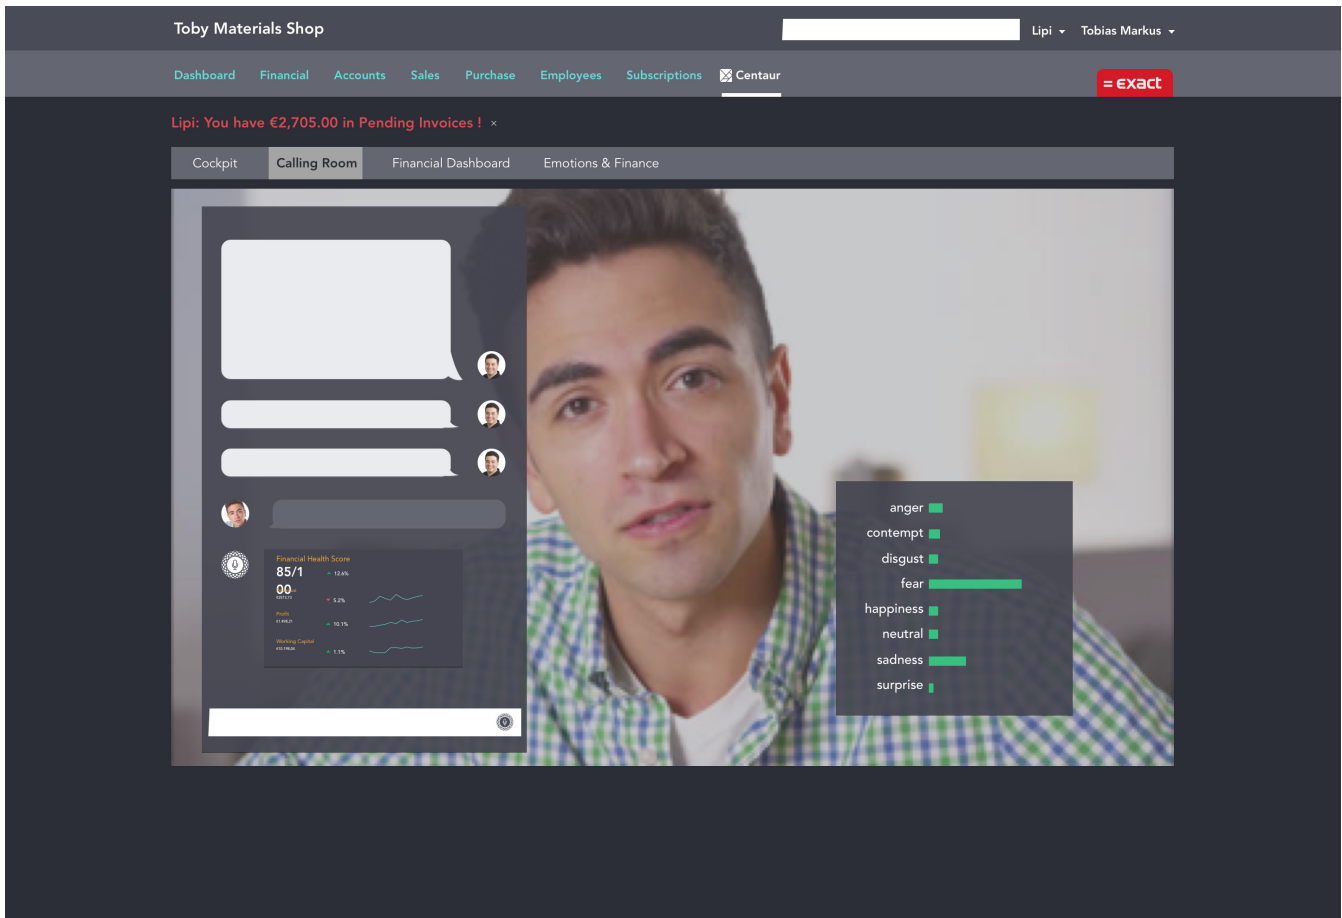 Toby Materials Shop
Lipi Tobias Markus
Dashboard Financial Accounts Sales Purchase Employees Subscriptions Centaur
= exact
Lipi: You have €2,705.00 in Pending Invoices ! ×
Cockpit Calling Room Financial Dashboard Emotions & Finance
Financial Health Score
85/1
00
12.6%
5.2%
Profit
10.1%
Working Capital
1.1%
anger
contempt
disgust
fear
happiness
neutral
sadness
surprise